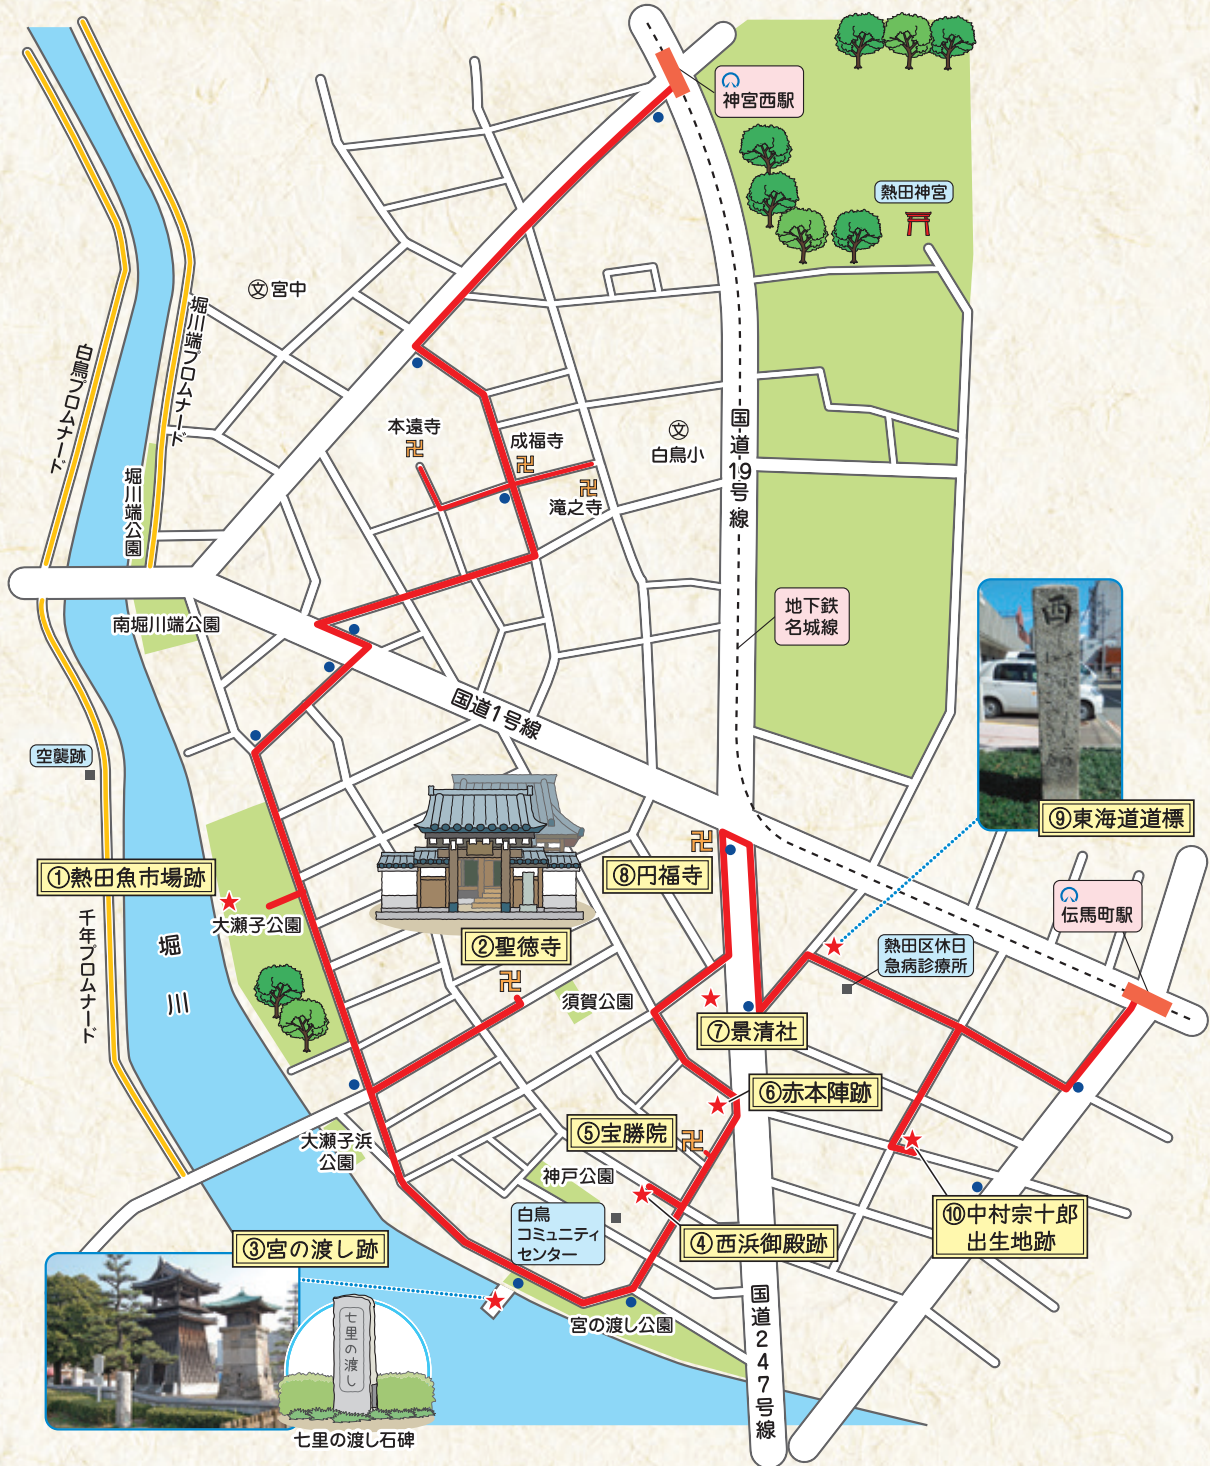 神宮西駅
熱田神宮
文宮中
堀川端プロムナード
白鳥プロムナード
本遠寺
成福寺
文
白鳥小
国道19号線
滝之寺
堀川端公園
地下鉄
名城線
南堀川端公園
西
国道1号線
空襲跡
⑨東海道道標
①熱田魚市場跡
⑧円福寺
大瀬子公園
伝馬町駅
千年プロムナード
堀川
②聖徳寺
熱田区休日
急病診療所
須賀公園
⑦景清社
⑥赤本陣跡
⑤宝勝院
大瀬子浜
公園
神戸公園
白鳥
コミュニティ
センター
④西浜御殿跡
⑩中村宗十郎
出生地跡
③宮の渡し跡
宮の渡し公園
国道247号線
七里の渡し
七里の渡し石碑